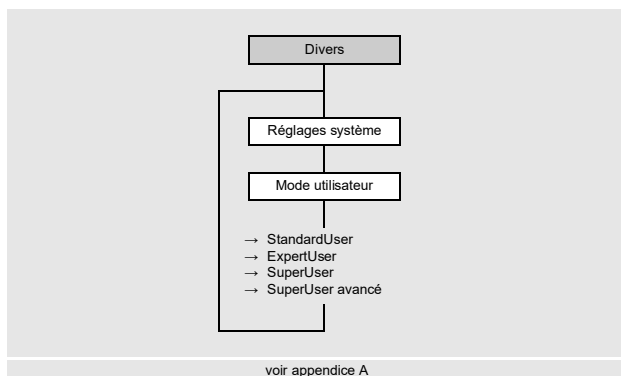 Divers
Réglages système
Mode utilisateur
→ StandardUser
→ ExpertUser
→ SuperUser
→ SuperUser avancé
voir appendice A